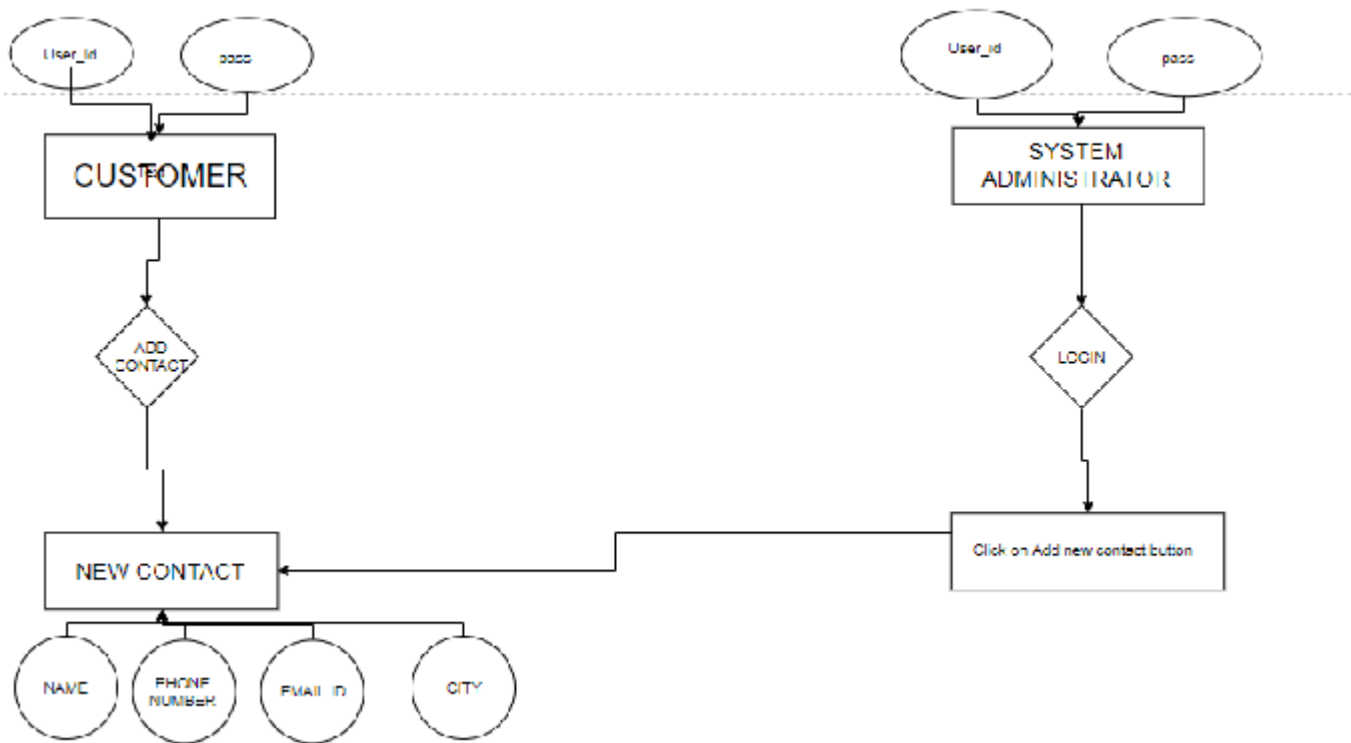 User_id
pass
User_id
pass
CUSTOMER
Text
SYSTEM
ADMINISTRATOR
ADD
CONTACT
LOGIN
Click on Add new contact button
NEW CONTACT
NAME
PHONE
NUMBER
EMAIL ID
CITY